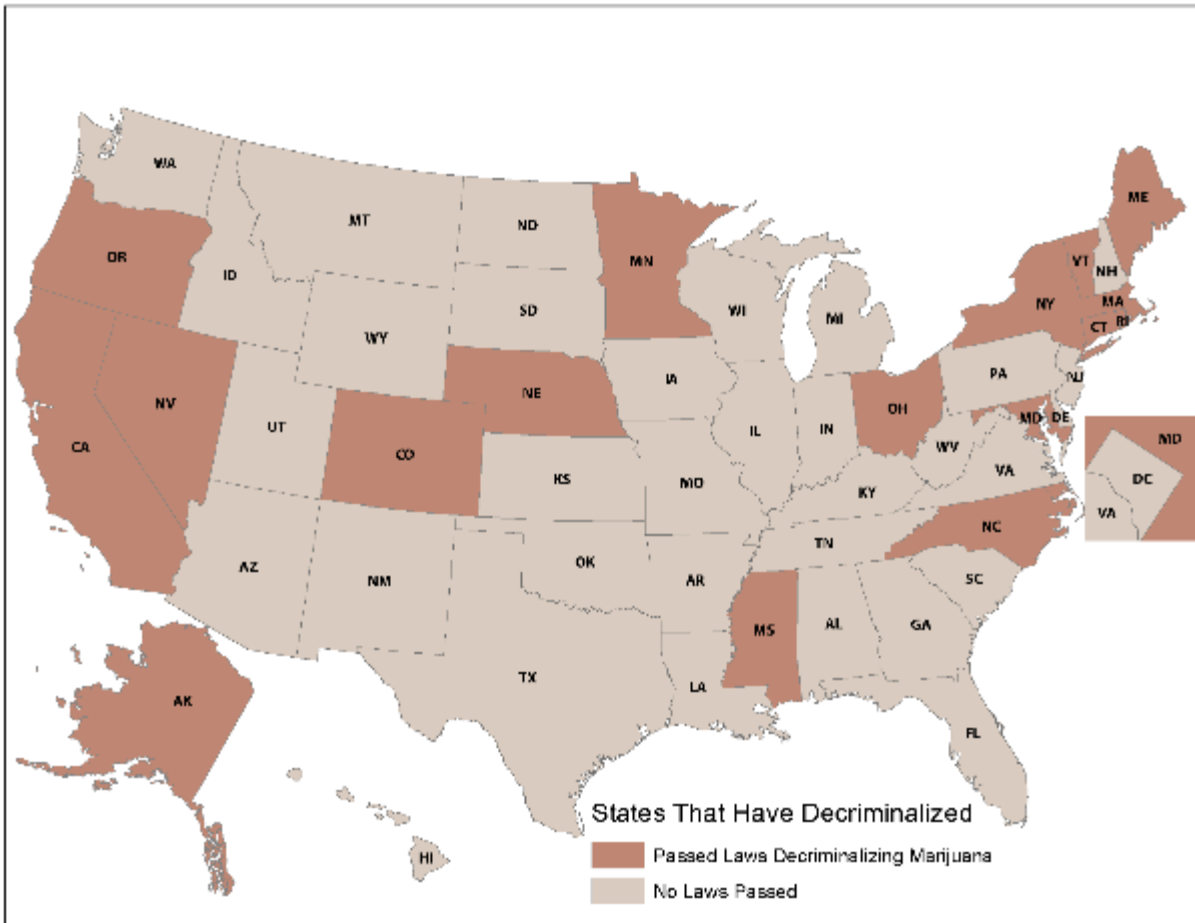 WA
MT
ND
MN
ME
OR
ID
SD
WI
MI
VT
NH
NY
MA
CT
RI
WY
IA
PA
NJ
NV
NE
OH
MD
DE
CA
UT
CO
IL
IN
WV
VA
KS
MO
KY
NC
TN
MD
DC
VA
AZ
NM
OK
AR
SC
MS
AL
GA
TX
LA
FL
AK
HI
States That Have Decriminalized
Passed Laws Decriminalizing Marijuana
No Laws Passed